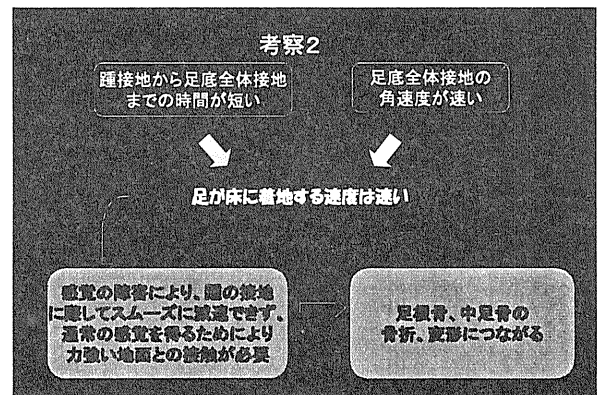 考察2
踵接地から足底全体接地
までの時間が短い
足底全体接地の
角速度が速い
足が床に着地する速度は速い
感覚の障害により、踵の接地
に際してスムーズに減速できず、
通常の感覚を得るためにより
力強い地面との接触が必要
足根骨、中足骨の
骨折、変形につながる